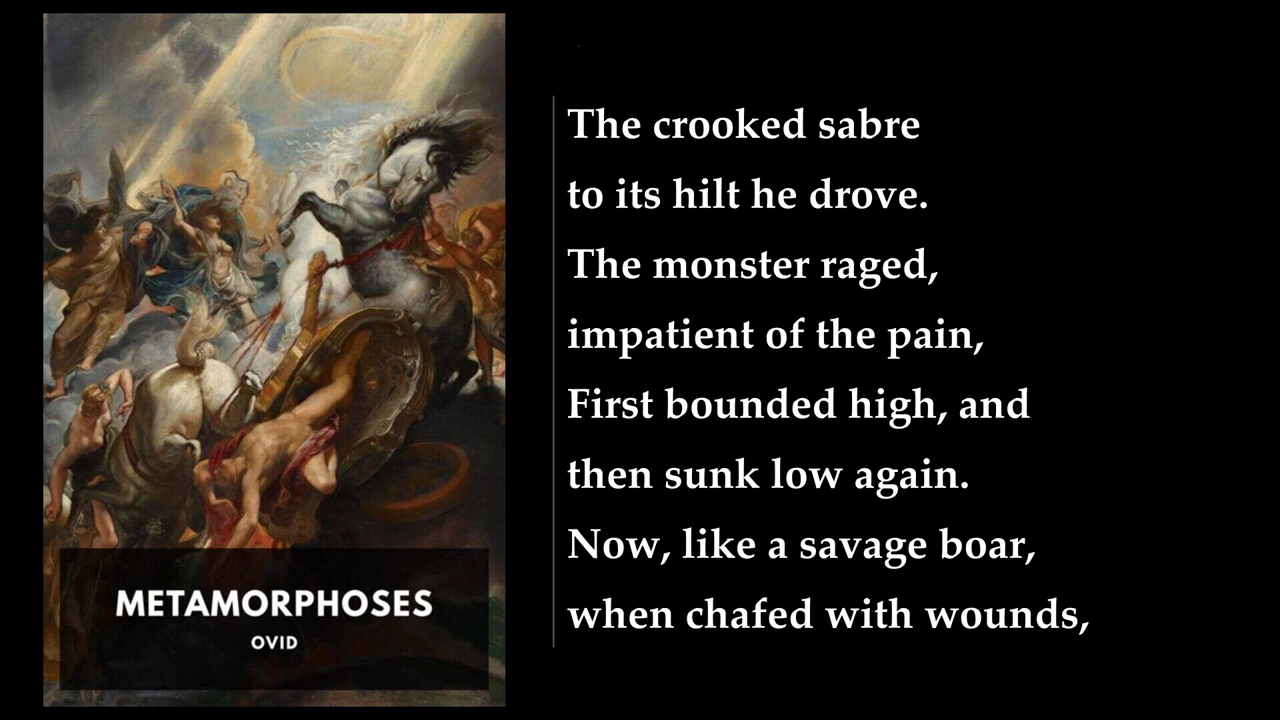 METAMORPHOSES
OVID
The crooked sabre
to its hilt he drove.
The monster raged,
impatient of the pain,
First bounded high, and
then sunk low again.
Now, like a savage boar,
when chafed with wounds,